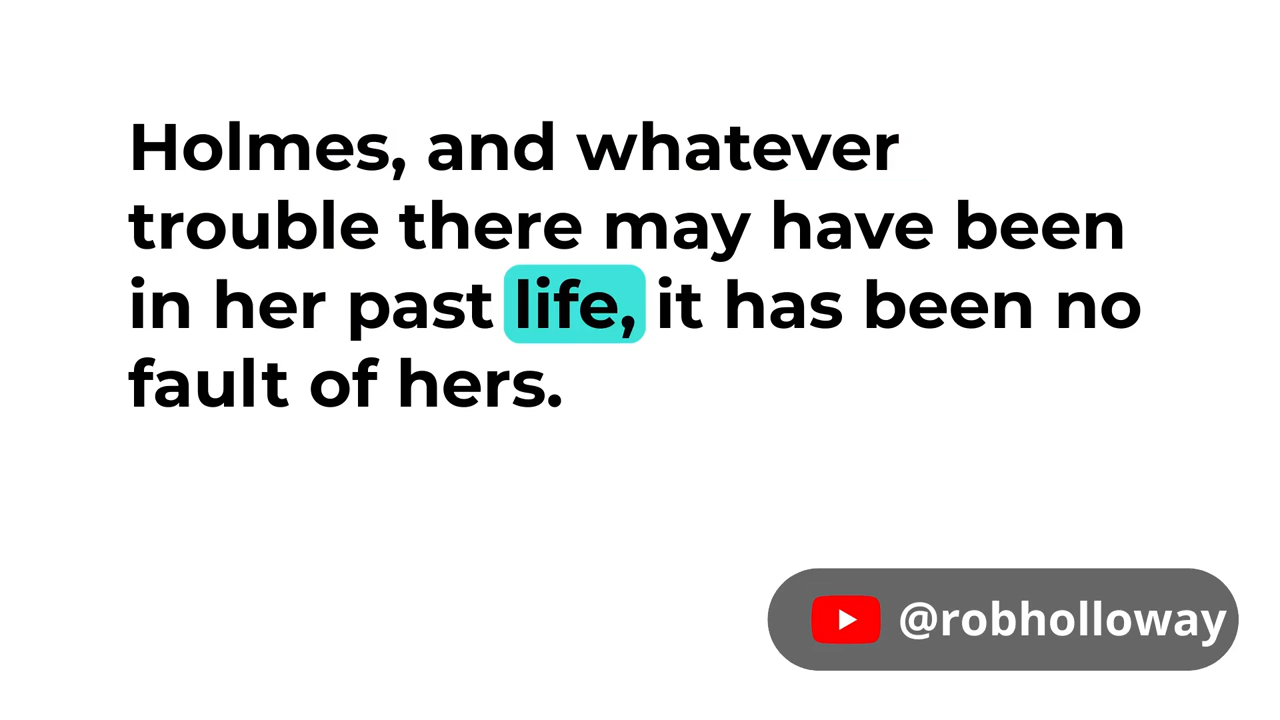 Holmes, and whatever
trouble there may have been
in her past life, it has been no
fault of hers.
@robholloway